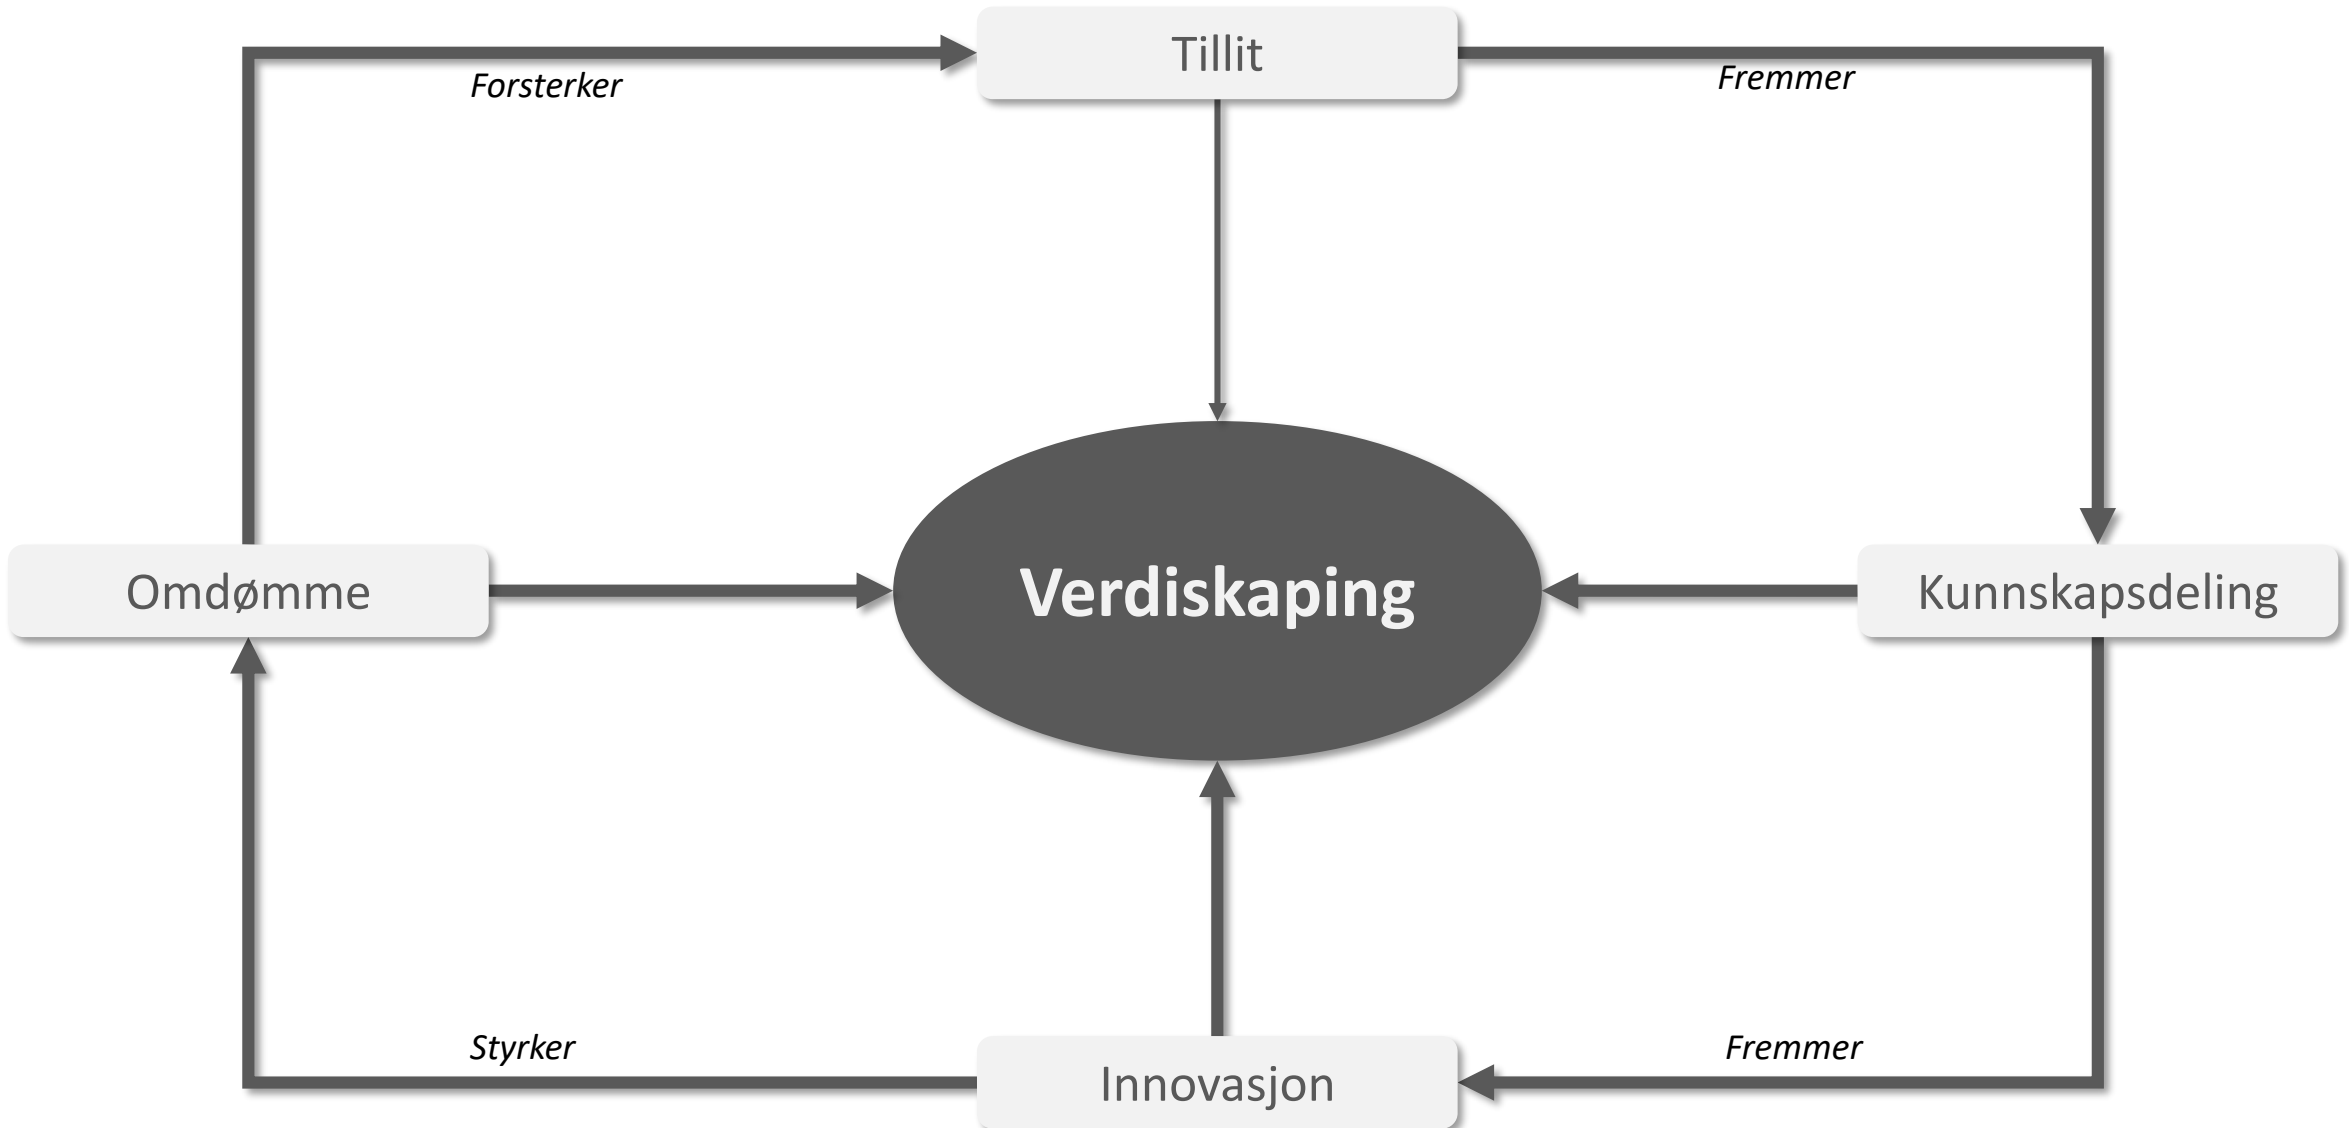 Tillit
Forsterker
Fremmer
Omdømme
Verdiskaping
Kunnskapsdeling
Styrker
Fremmer
Innovasjon